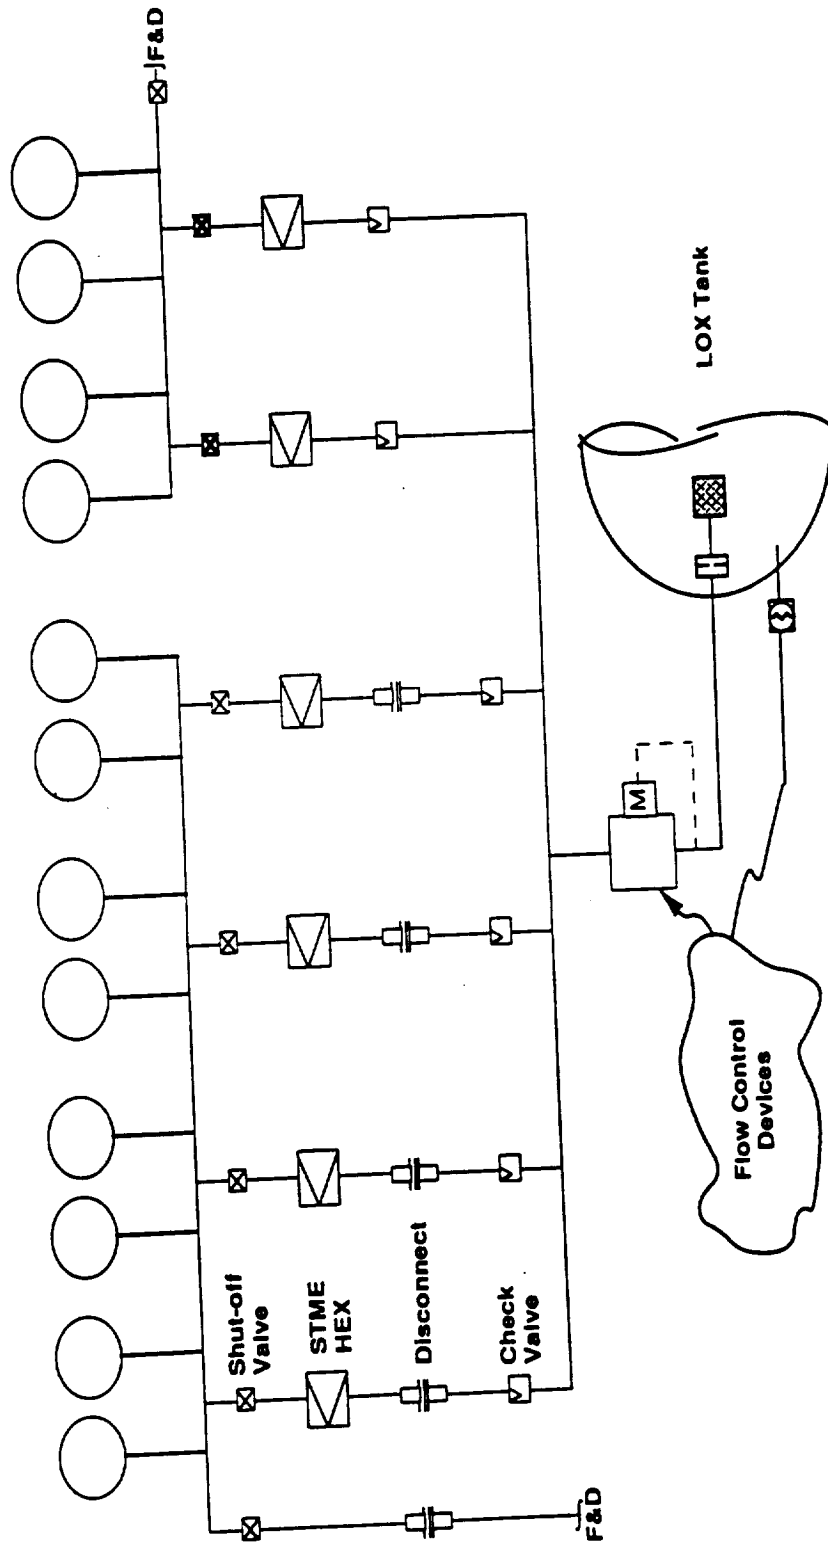 F&D
Shut-off
Valve
STME
HEX
Disconnect
Check
Valve
F&D
M
LOX Tank
Flow Control
Devices